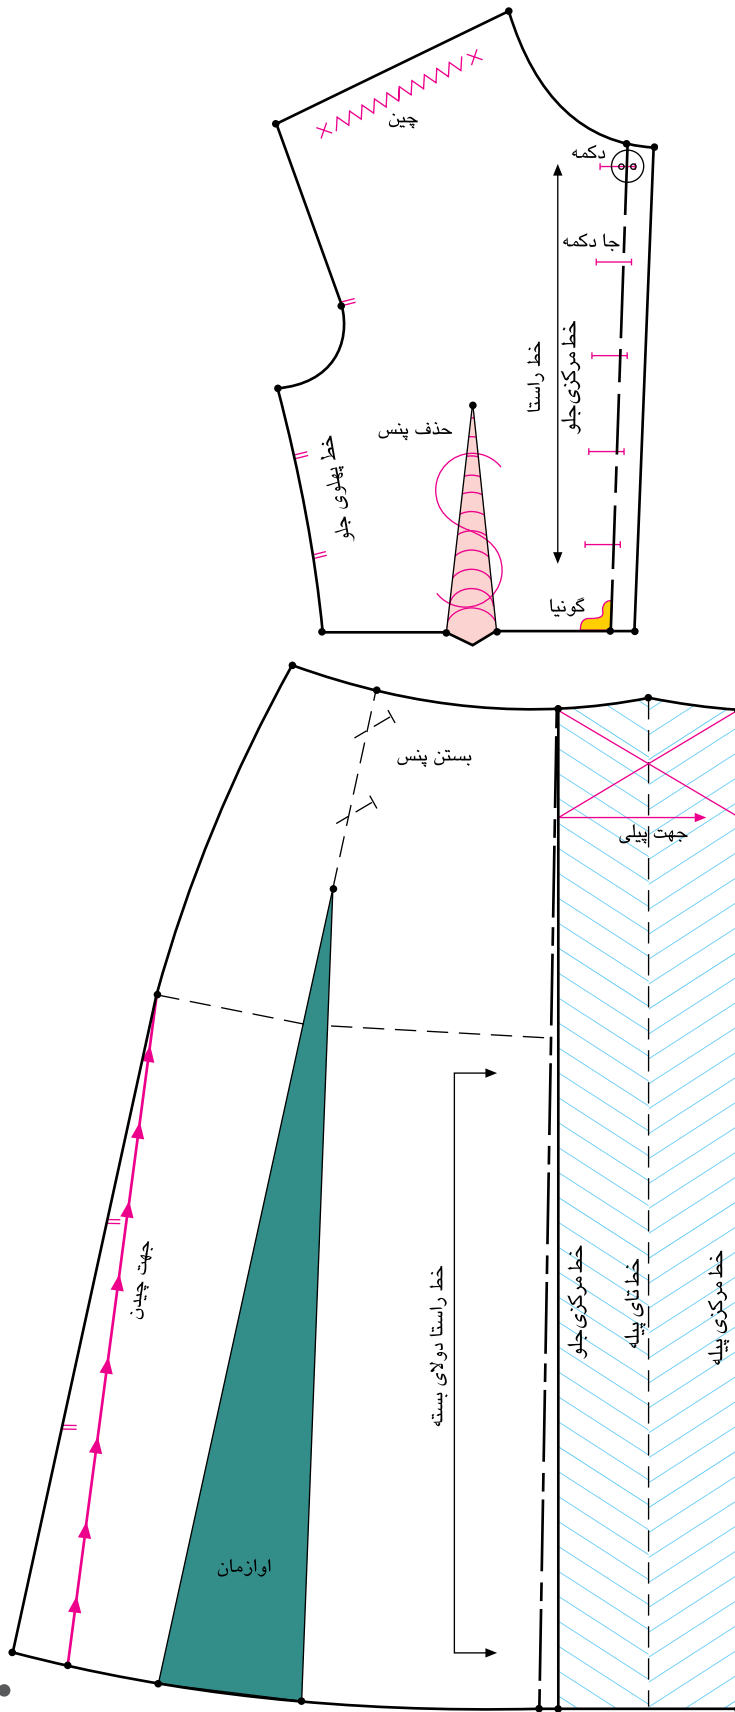 چین
دکمه
جا دکمه
خط مرکزی جلو
خط راستا
حذف پنس
خط پهلوی جلو
گونیا
بستن پنس
جهت پیلی
خط مرکزی پیله
خط تای پیله
خط مرکزی جلو
خط راستا دولای بسته
جهت چیدن
اوازمان